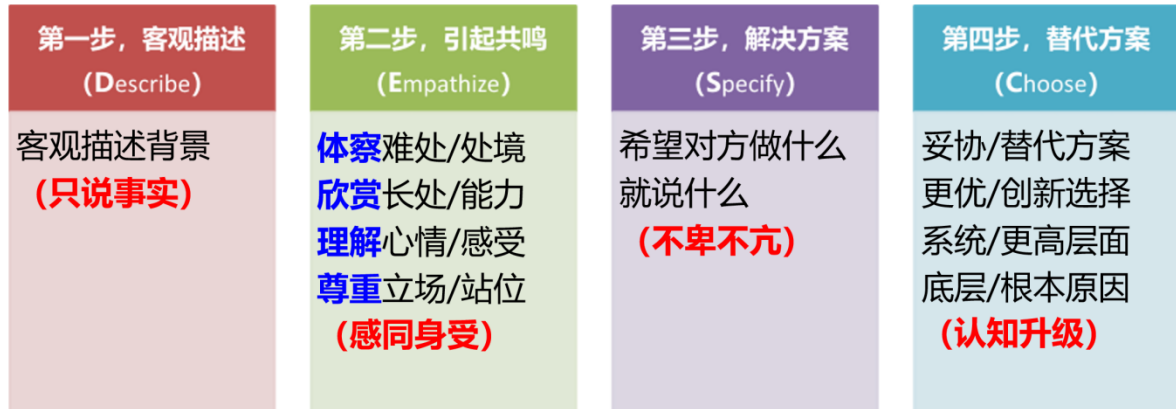 第一步，客观描述
（Describe）
客观描述背景
（只说事实）
第二步，引起共鸣
（Empathize）
体察难处/处境
欣赏长处/能力
理解心情/感受
尊重立场/站位
（感同身受）
第三步，解决方案
（Specify）
希望对方做什么
就说什么
（不卑不亢）
第四步，替代方案
（Choose）
妥协/替代方案
更优/创新选择
系统/更高层面
底层/根本原因
（认知升级）